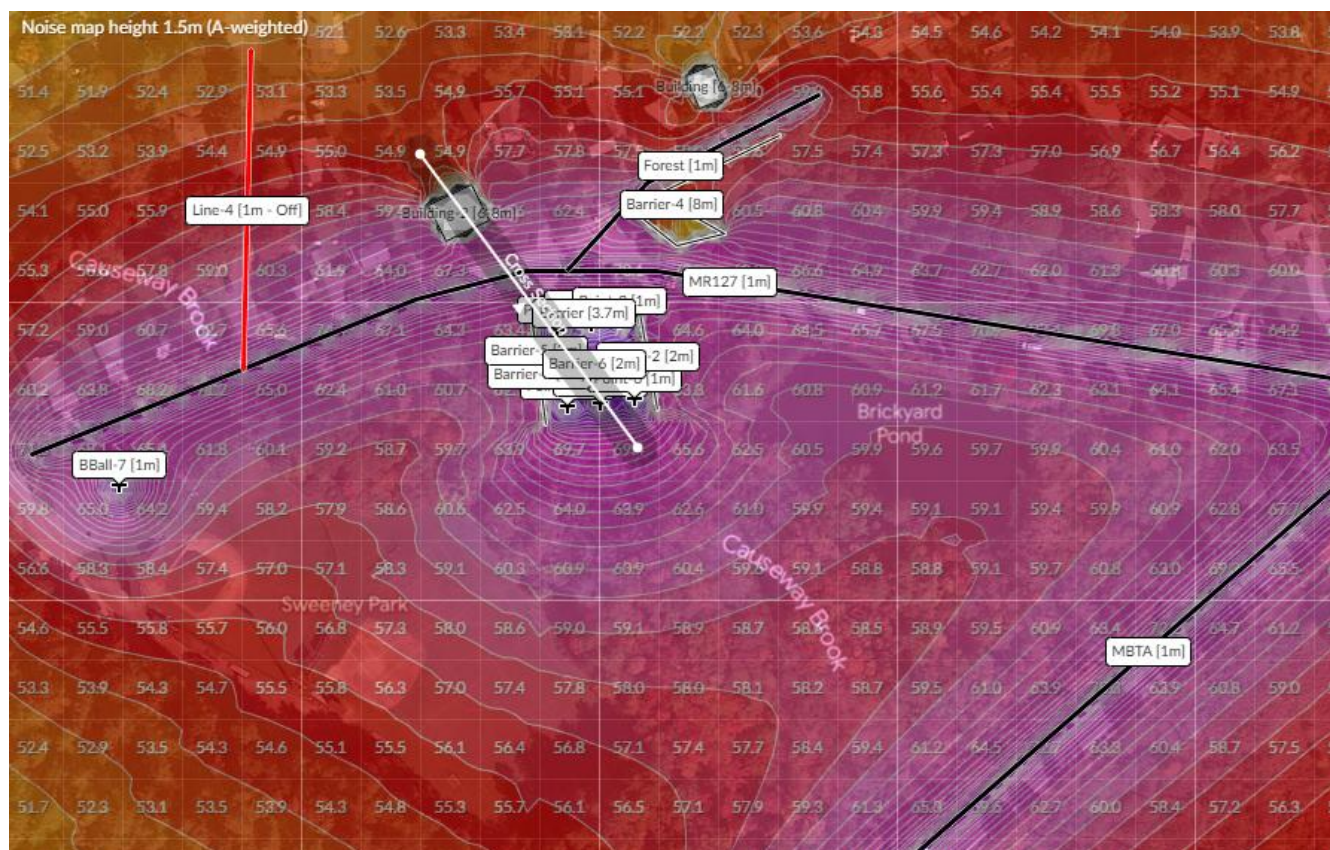 Noise map height 1.5m (A-weighted) 52.1 52.6 53.3 53.4 53.1 52.2 52.2 52.3 53.6 54.3 54.5 54.6 54.2 54.1 54.0 53.9 53.8
51.4 51.9 52.4 52.9 53.1 53.3 53.5 54.9 55.7 55.1 55.1 55.8 55.6 55.4 55.4 55.5 55.2 55.1 54.9
52.5 53.2 53.9 54.4 54.9 55.0 54.9 54.9 57.7 57.8 57.5 57.4 57.3 57.3 57.0 56.9 56.7 56.4 56.2
Forest [1m]
Barrier-4 [8m]
Line-4 [1m - Off]
54.1 55.0 55.9 58.4 62.4 60.5 60.8 60.4 59.9 59.4 58.9 58.6 58.3 58.0 57.7
Causeway Brook
55.3 57.8 59.0 60.3 61.9 64.0 67.3 66.6 64.9 63.7 62.7 62.0 61.3 60.8 60.3 60.0
Cross Section
MR127 [1m]
Barrier [3.7m]
57.2 59.0 60.7 65.6 67.1 64.3 64.6 64.0 64.5 65.7 67.0 64.2
Barrier-6 [2m]
60.2 63.8 65.0 62.4 61.0 60.7 61.6 60.8 60.9 61.2 61.7 62.3 63.1 64.1 65.4 67.5
Brickyard
Pond
61.8 60.1 59.2 58.7 59.7 63.9 69.7 65.6 62.5 60.5 59.9 59.6 59.7 59.9 60.4 61.0 62.0 63.5
BBall-7 [1m]
59.8 65.0 64.2 59.4 58.2 57.9 58.6 60.6 62.5 64.0 63.9 62.6 61.0 59.9 59.4 59.1 59.1 59.4 59.9 60.9 62.8
Causeway Brook
56.6 58.3 58.4 57.4 57.0 57.1 58.3 59.1 60.3 60.9 60.9 60.4 59.1 58.8 58.8 59.1 59.7 60.8 63.0 65.5
Sweeney Park
54.6 55.5 55.8 55.7 56.0 56.8 57.3 58.0 58.6 59.0 59.1 58.9 58.7 58.5 58.9 59.5 60.9 63.4 64.7 61.2
MBTA [1m]
53.3 53.9 54.3 54.7 55.5 55.8 56.3 57.0 57.4 57.8 58.0 58.0 58.1 58.2 58.7 59.5 61.0 63.9 63.9 60.8 59.0
52.4 52.9 53.5 54.3 54.6 55.1 55.5 56.1 56.4 56.8 57.1 57.4 57.7 58.4 59.4 61.2 64.5 63.3 60.4 58.7 57.5
51.7 52.3 53.1 53.5 53.9 54.3 54.8 55.3 55.7 56.1 56.5 57.1 57.9 59.3 61.3 62.7 60.0 58.4 57.2 56.3